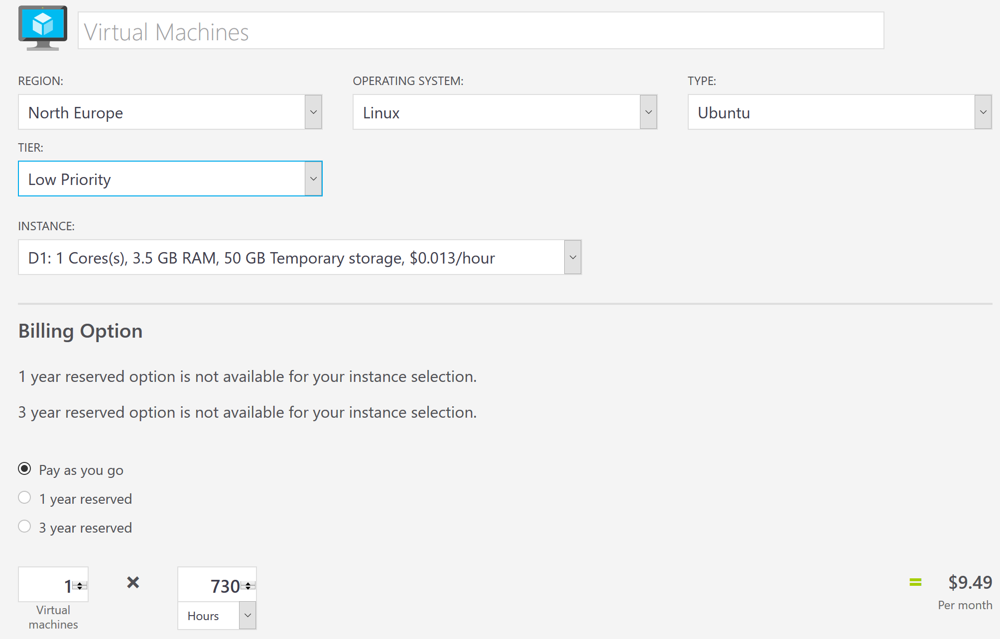 Virtual Machines
REGION:
OPERATING SYSTEM:
TYPE:
North Europe
Linux
Ubuntu
TIER:
Low Priority
INSTANCE:
D1: 1 Cores(s), 3.5 GB RAM, 50 GB Temporary storage, $0.013/hour
Billing Option
1 year reserved option is not available for your instance selection.
3 year reserved option is not available for your instance selection.
Pay as you go
1 year reserved
3 year reserved
1
×
730
=
$9.49
Virtual
machines
Hours
Per month